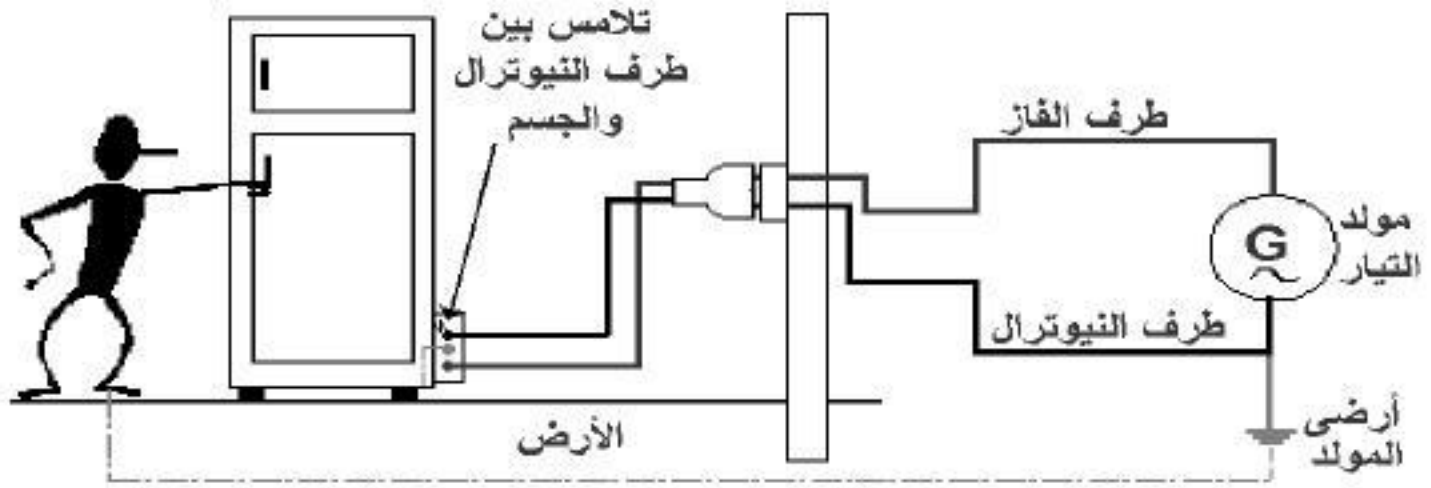 تلامس بين
طرف النيوترال
والجسم
طرف الفاز
مولد
التيار
G
طرف النيوترال
أرضى
المولد
الأرض